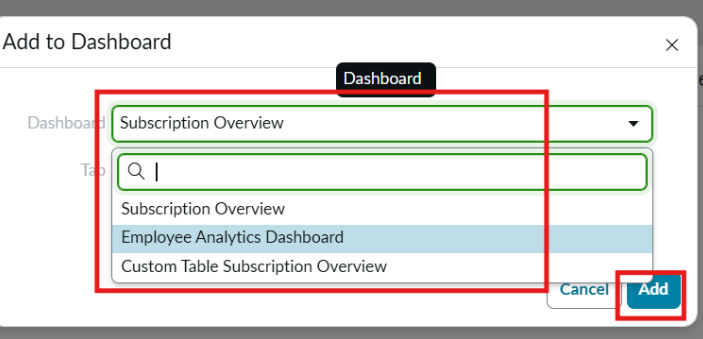 Add to Dashboard
Dashboard
Dashboard Subscription Overview
Tab
Subscription Overview
Employee Analytics Dashboard
Custom Table Subscription Overview
Cancel Add